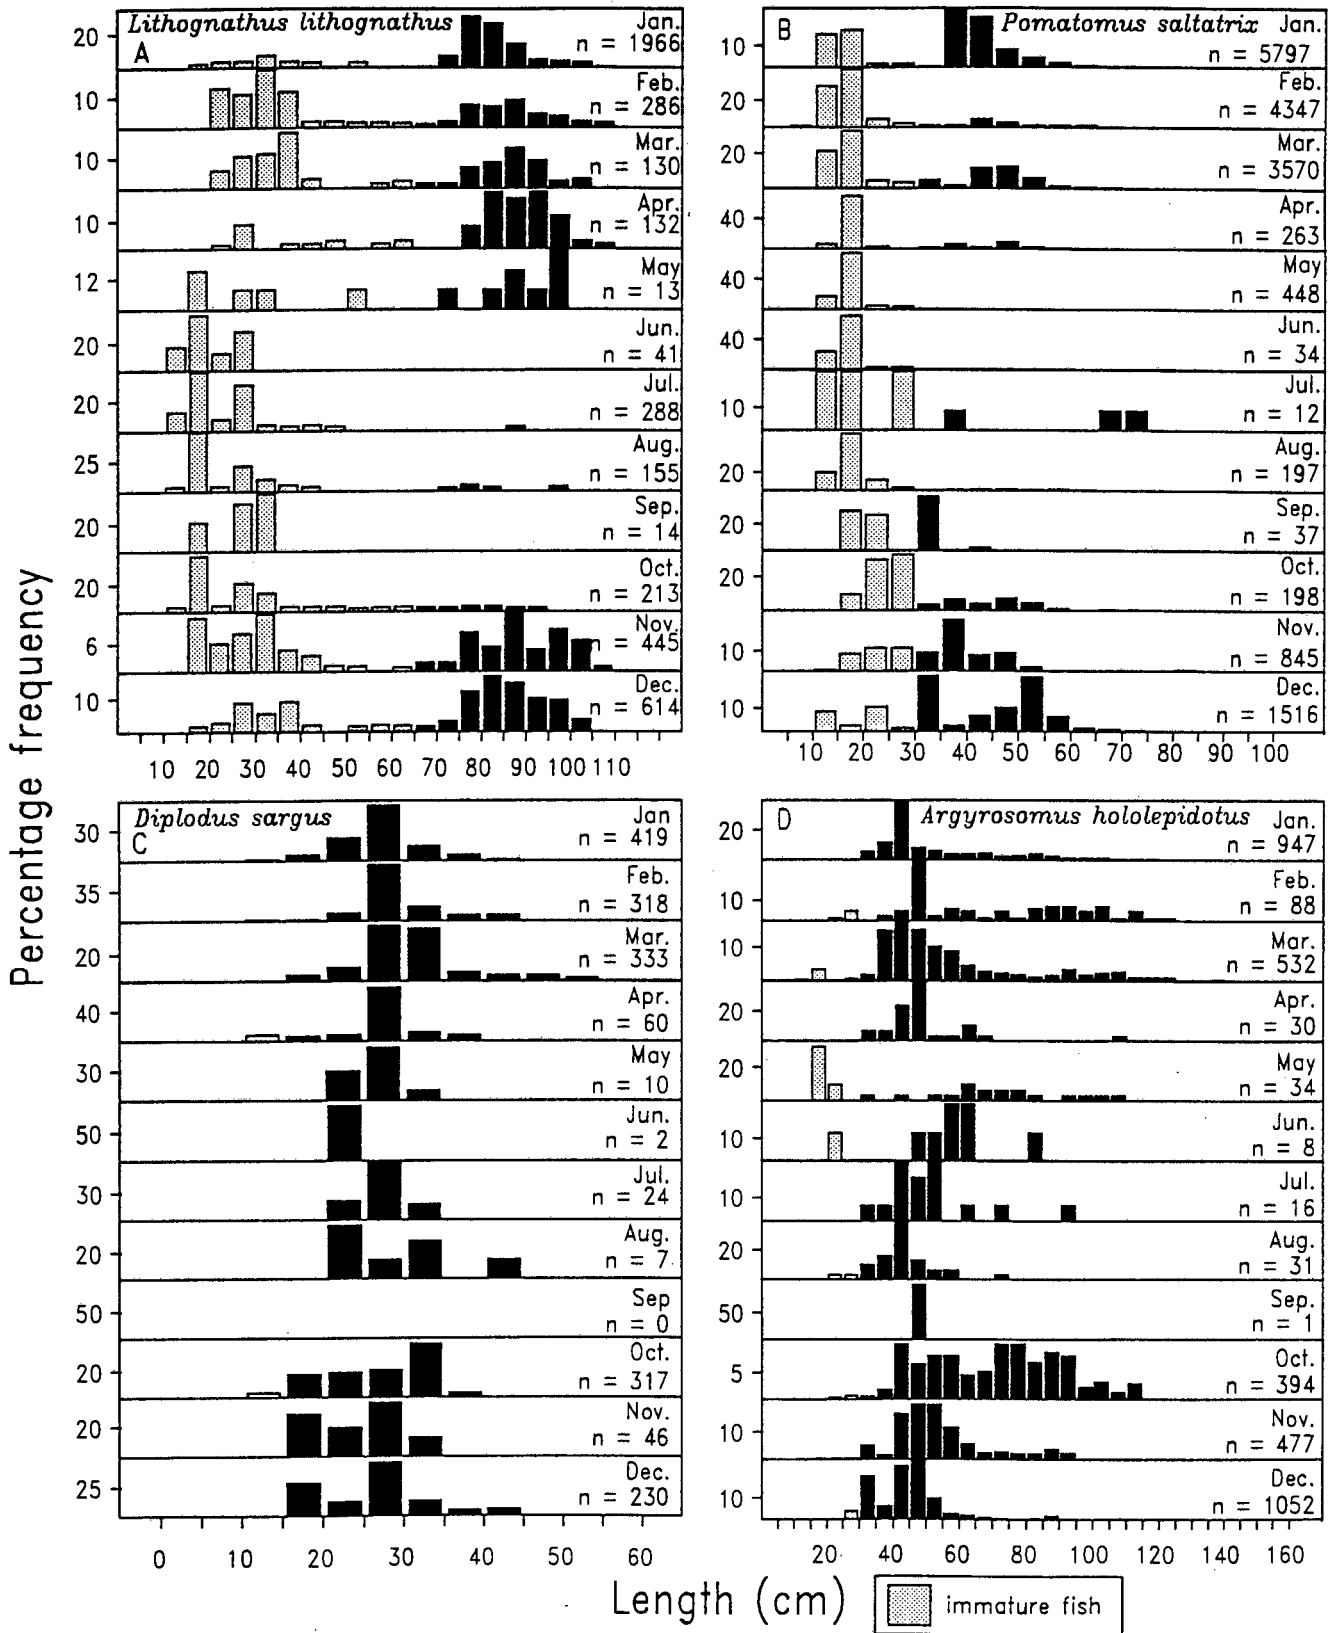 Percentage frequency
Lithognathus lithognathus
A
Jan.
n = 1966
20
Feb.
n = 286
10
Mar.
n = 130
10
Apr.
n = 132
10
May
n = 13
12
Jun.
n = 41
20
Jul.
n = 288
20
Aug.
n = 155
25
Sep.
n = 14
20
Oct.
n = 213
20
Nov.
n = 445
6
Dec.
n = 614
10
10 20 30 40 50 60 70 80 90 100 110
B
Pomatomus saltatrix
Jan.
n = 5797
10
Feb.
n = 4347
20
Mar.
n = 3570
20
Apr.
n = 263
40
May
n = 448
40
Jun.
n = 34
40
Jul.
n = 12
10
Aug.
n = 197
20
Sep.
n = 37
20
Oct.
n = 198
20
Nov.
n = 845
10
Dec.
n = 1516
10
10 20 30 40 50 60 70 80 90 100
Diplodus sargus
C
Jan
n = 419
30
Feb.
n = 318
35
Mar.
n = 333
20
Apr.
n = 60
40
May
n = 10
30
Jun.
n = 2
50
Jul.
n = 24
30
Aug.
n = 7
20
Sep
n = 0
50
Oct.
n = 317
20
Nov.
n = 46
20
Dec.
n = 230
25
0 10 20 30 40 50 60
D
Argyrosomus hololepidotus
Jan.
n = 947
20
Feb.
n = 88
10
Mar.
n = 532
10
Apr.
n = 30
20
May
n = 34
20
Jun.
n = 8
10
Jul.
n = 16
10
Aug.
n = 31
20
Sep.
n = 1
50
Oct.
n = 394
5
Nov.
n = 477
10
Dec.
n = 1052
10
20 40 60 80 100 120 140 160
Length (cm)
immature fish